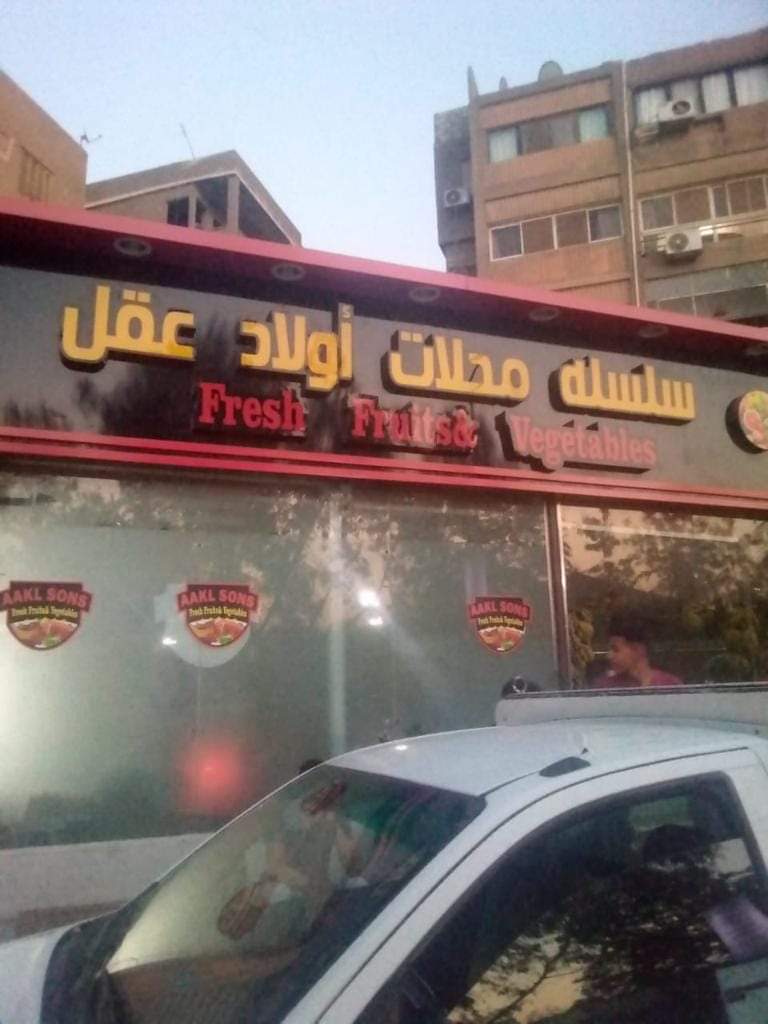 سلسله محلات أولاد عقل
Fresh Fruits& Vegetables
AAKL SONS
Fresh Fruits& Vegetables
AAKL SONS
Fresh Fruits& Vegetables
AAKL SONS
Fresh Fruits& Vegetables